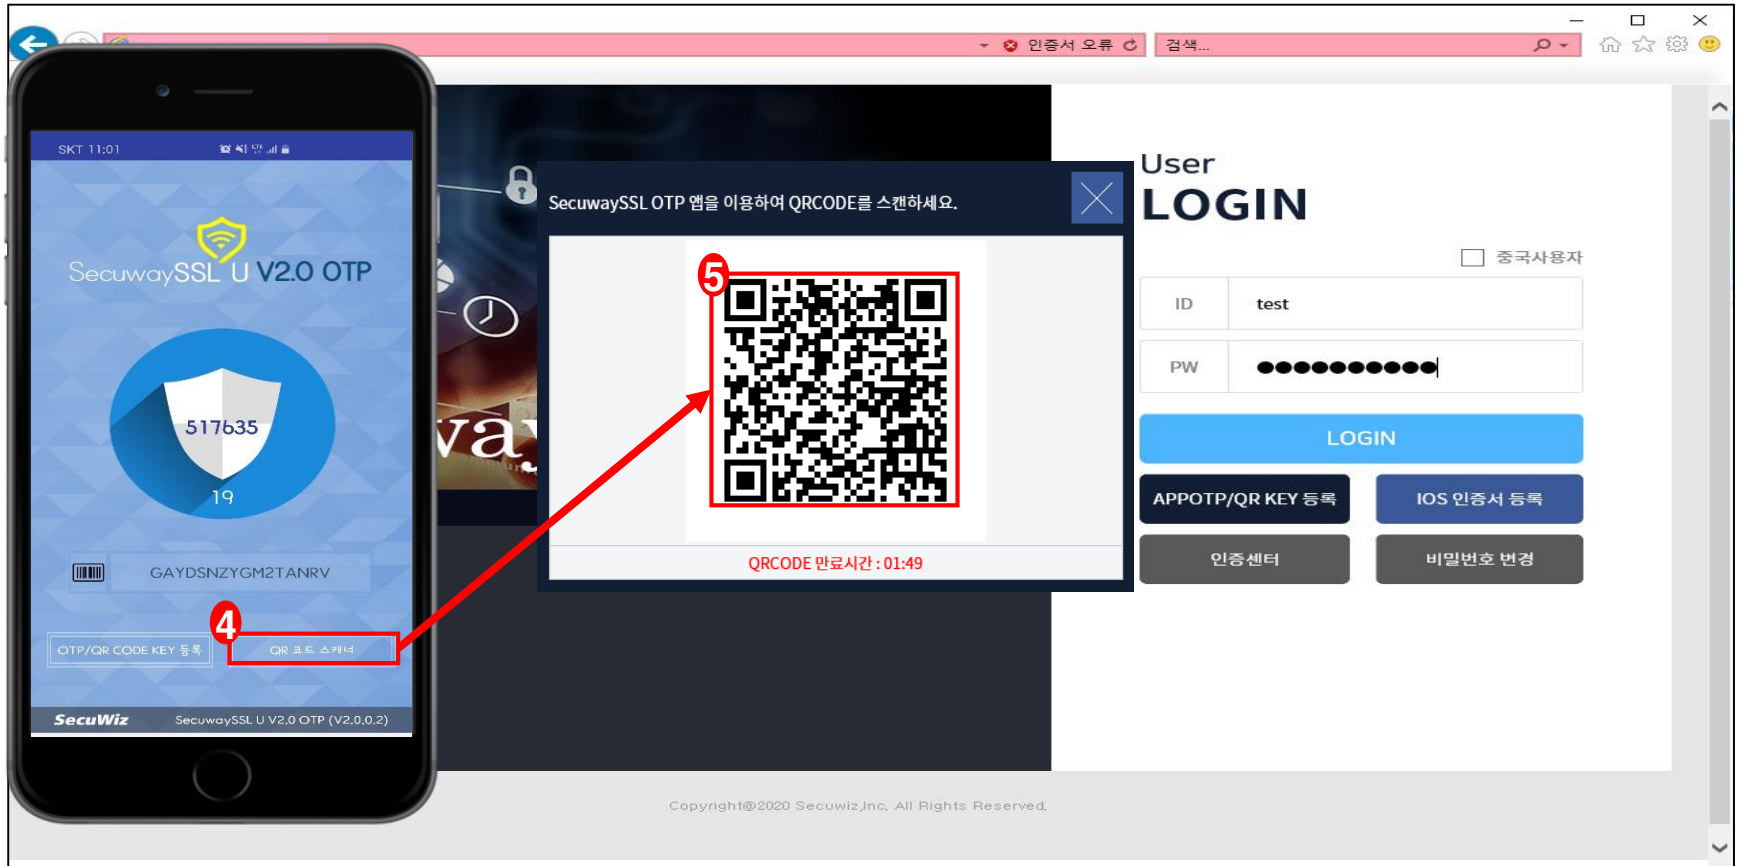 인증서 오류
검색...
SKT 11:01
SecuwaySSL U V2.0 OTP
517635
19
GAYDSNZYGM2TANRV
4
OTP/QR CODE KEY 등록
QR 코드 스캐너
SecuWiz
SecuwaySSL U V2.0 OTP (V2.0.0.2)
way
SecuwaySSL OTP 앱을 이용하여 QRCODE를 스캔하세요.
5
QRCODE 만료시간 : 01:49
User
LOGIN
중국사용자
ID
test
PW
LOGIN
APPOTP/QR KEY 등록
IOS 인증서 등록
인증센터
비밀번호 변경
Copyright@2020 Secuwiz,Inc. All Rights Reserved.